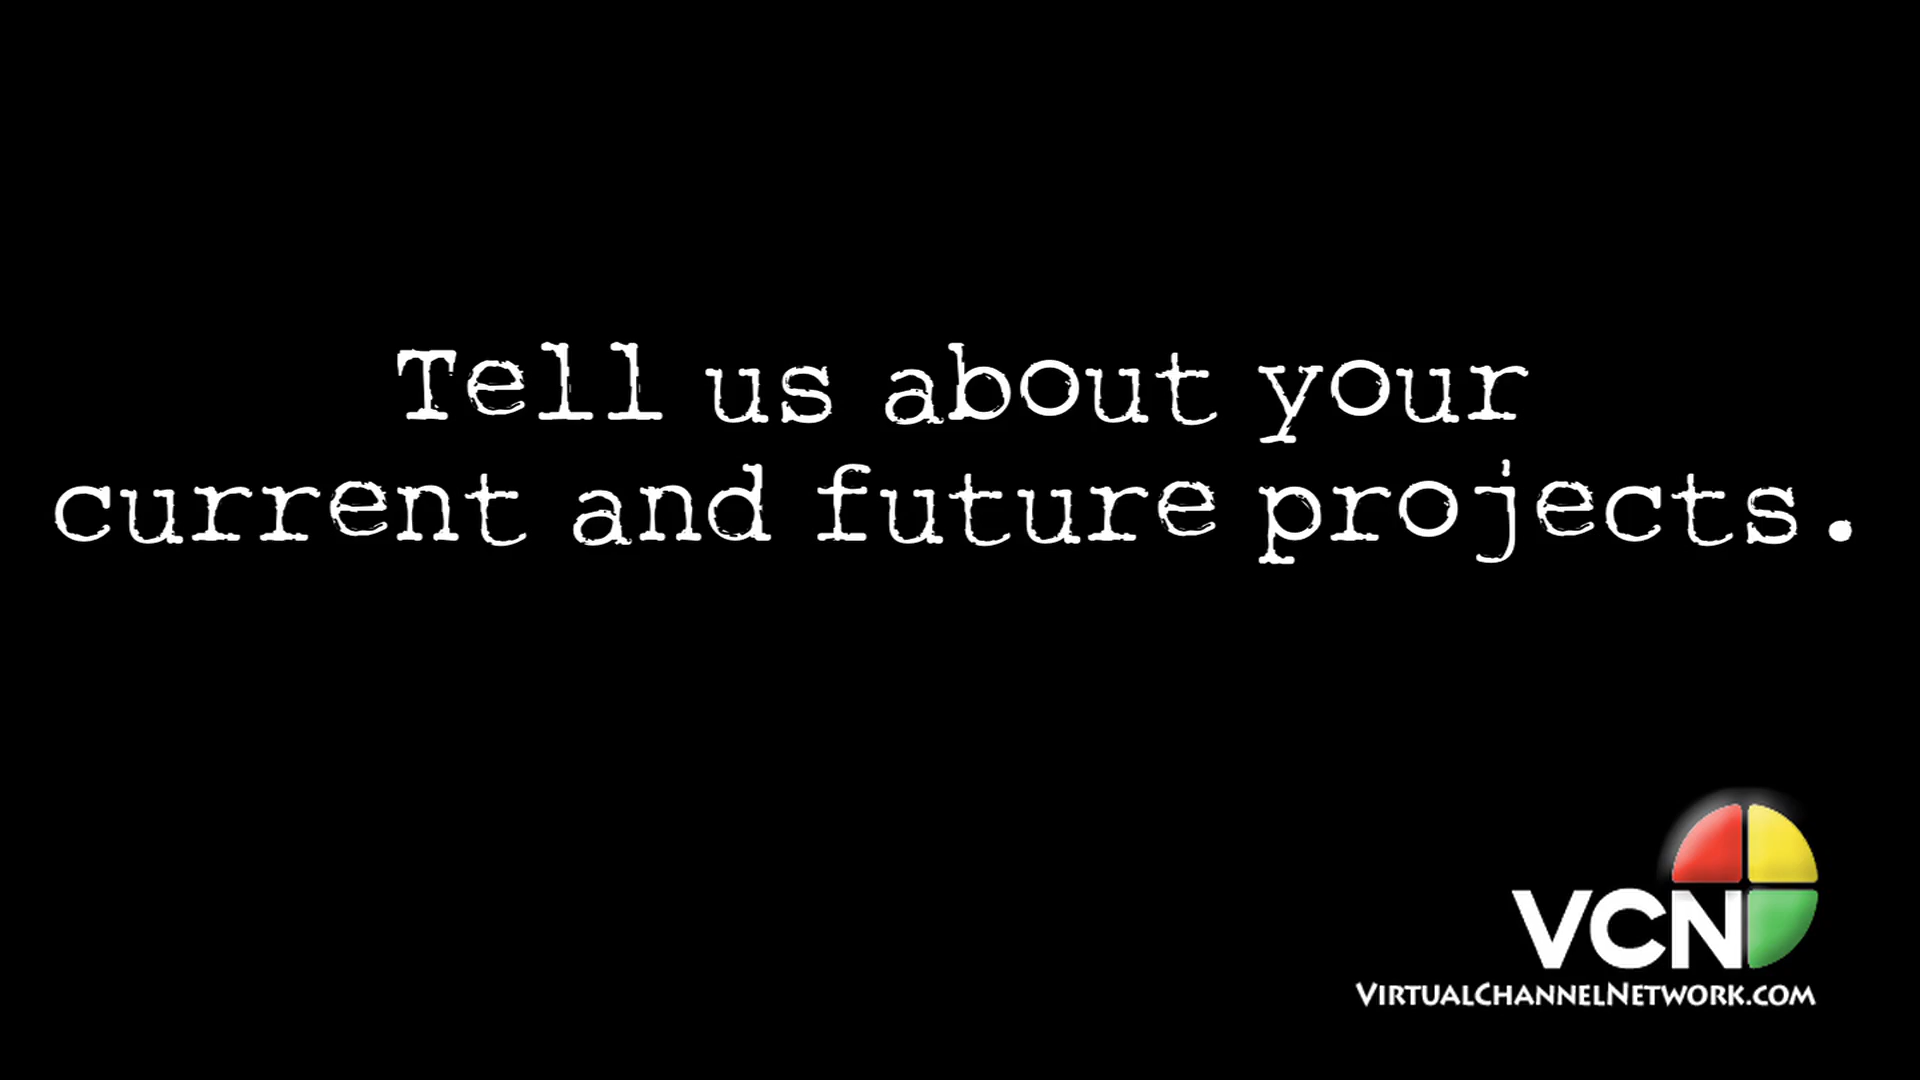 Tell us about your
current and future projects.
VCN
VIRTUALCHANNELNETWORK.COM